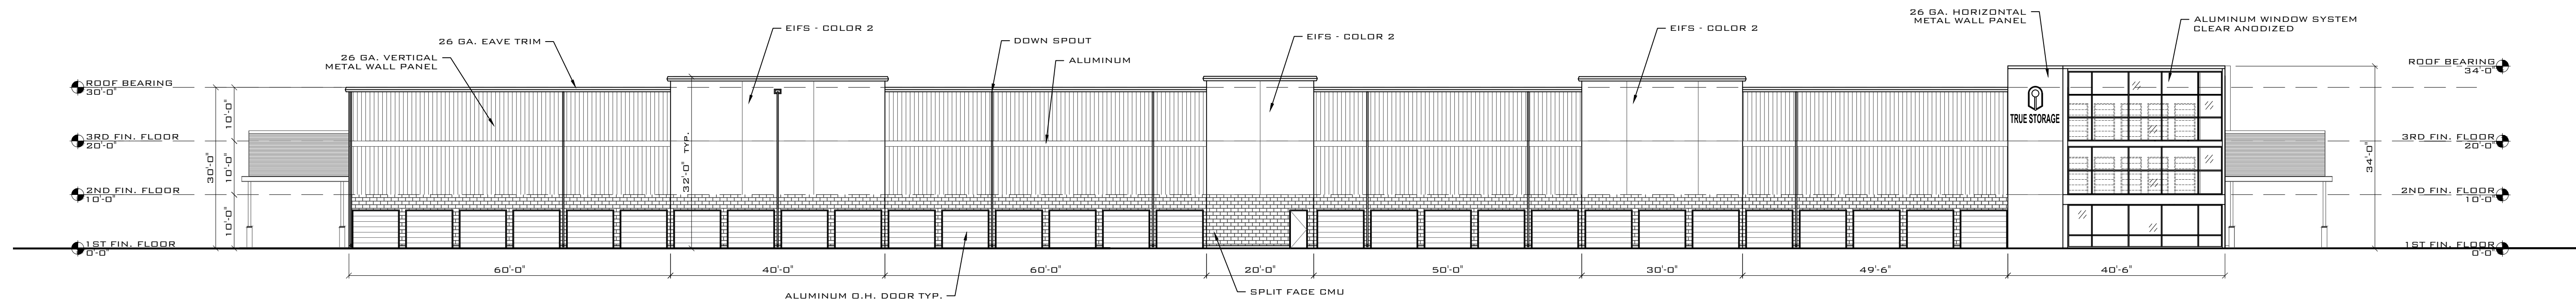 26 GA. HORIZONTAL
METAL WALL PANEL
ALUMINUM WINDOW SYSTEM
CLEAR ANODIZED
EIFS - COLOR 2
EIFS - COLOR 2
EIFS - COLOR 2
26 GA. EAVE TRIM
DOWN SPOUT
26 GA. VERTICAL
METAL WALL PANEL
ALUMINUM
ROOF BEARING
30'-0"
ROOF BEARING
34'-0
TRUE STORAGE
10'-0"
3RD FIN. FLOOR
20'-0"
3RD FIN. FLOOR
20'-0"
30'-0"
10'-0"
32'-0" TYP.
34'-0"
2ND FIN. FLOOR
10'-0"
2ND FIN. FLOOR
10'-0"
10'-0"
1ST FIN. FLOOR
0'-0"
1ST FIN. FLOOR
0'-0"
60'-0"
40'-0"
60'-0"
20'-0"
50'-0"
30'-0"
49'-6"
40'-6"
ALUMINUM O.H. DOOR TYP.
SPLIT FACE CMU